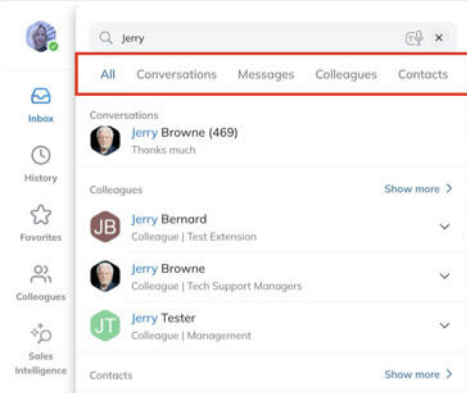 Jerry
All Conversations Messages Colleagues Contacts
Conversations
Jerry Browne (469)
Thanks much
Colleagues Show more
JB
Jerry Bernard
Colleague | Test Extension
Jerry Browne
Colleague | Tech Support Managers
JT
Jerry Tester
Colleague | Management
Contacts Show more
Inbox
History
Favorites
Colleagues
Sales
Intelligence